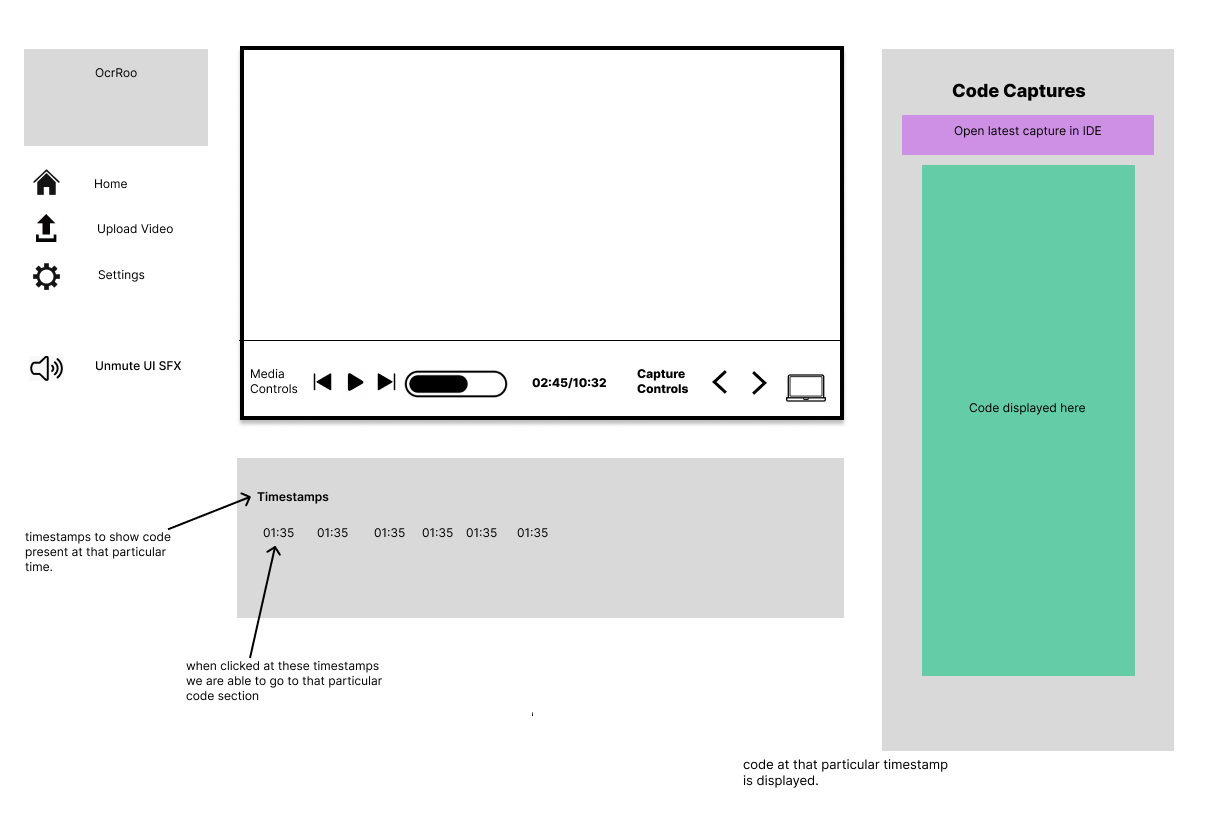 OcrRoo
Home
Upload Video
Settings
Unmute UI SFX
Media
Controls
02:45/10:32
Capture
Controls
Code Captures
Open latest capture in IDE
Code displayed here
Timestamps
01:35 01:35 01:35 01:35 01:35 01:35
timestamps to show code
present at that particular
time.
when clicked at these timestamps
we are able to go to that particular
code section
code at that particular timestamp
is displayed.